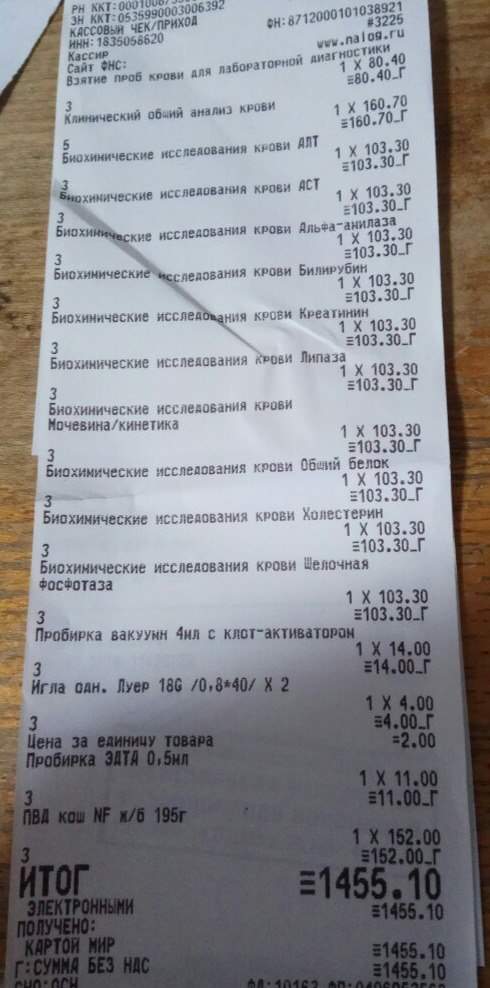 ЗН ККТ:0535990003006392
КАССОВЫЙ ЧЕК/ПРИХОД
ИНН:1835058620 ФН:8712000101038921
Кассир #3225
Сайт ФНС: www.nalog.ru
Взятие проб крови для лабораторной диагностики
1 X 80.40
≡80.40_Г
3
Клинический общий анализ крови
1 X 160.70
≡160.70_Г
5
Биохимические исследования крови АЛТ
1 X 103.30
≡103.30_Г
3
Биохимические исследования крови АСТ
1 X 103.30
≡103.30_Г
3
Биохимические исследования крови Альфа-амилаза
1 X 103.30
≡103.30_Г
3
Биохимические исследования крови Билирубин
1 X 103.30
≡103.30_Г
3
Биохимические исследования крови Креатинин
1 X 103.30
≡103.30_Г
3
Биохимические исследования крови Липаза
1 X 103.30
≡103.30_Г
3
Биохимические исследования крови
Мочевина/кинетика
1 X 103.30
≡103.30_Г
3
Биохимические исследования крови Общий белок
1 X 103.30
≡103.30_Г
3
Биохимические исследования крови Холестерин
1 X 103.30
≡103.30_Г
3
Биохимические исследования крови Щелочная
фосфотаза
1 X 103.30
≡103.30_Г
3
Пробирка вакуумн 4мл с клот-активатором
1 X 14.00
≡14.00_Г
3
Игла одн. Луер 18G /0,8*40/ X 2
1 X 4.00
≡4.00_Г
3
Цена за единицу товара =2.00
Пробирка ЭДТА 0,5мл
1 X 11.00
≡11.00_Г
3
ПВД кош NF ж/б 195г
1 X 152.00
≡152.00_Г
3
ИТОГ ≡1455.10
ЭЛЕКТРОННЫМИ ≡1455.10
ПОЛУЧЕНО:
КАРТОЙ МИР ≡1455.10
Г:СУММА БЕЗ НДС ≡1455.10
СНО:ОСН